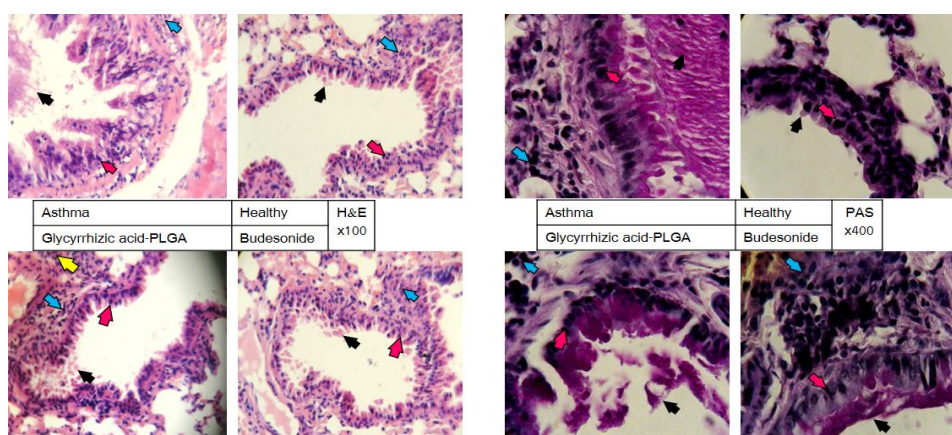 Asthma Healthy H&E x100
Glycyrrhizic acid-PLGA Budesonide
Asthma Healthy PAS x400
Glycyrrhizic acid-PLGA Budesonide